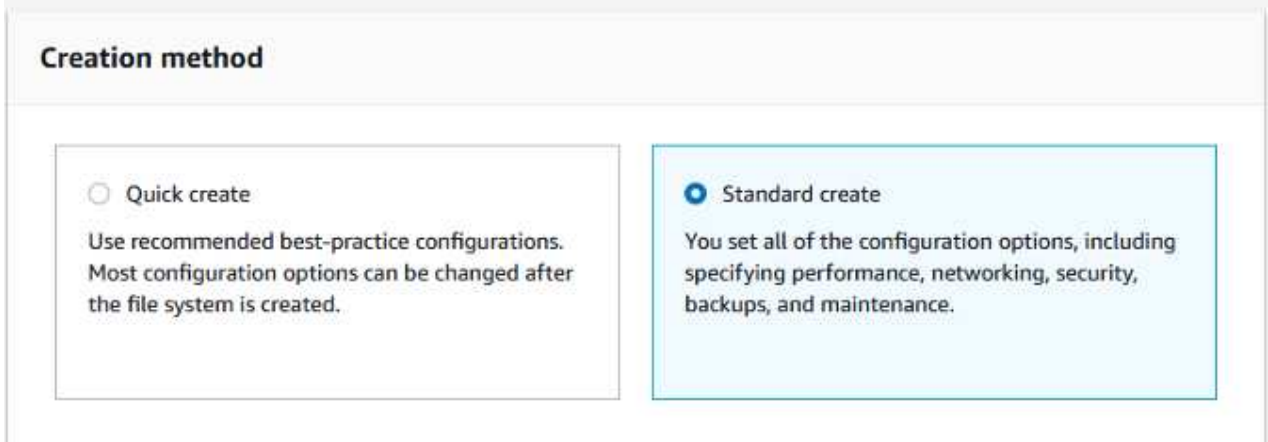 Creation method
Quick create
Use recommended best-practice configurations.
Most configuration options can be changed after
the file system is created.
Standard create
You set all of the configuration options, including
specifying performance, networking, security,
backups, and maintenance.